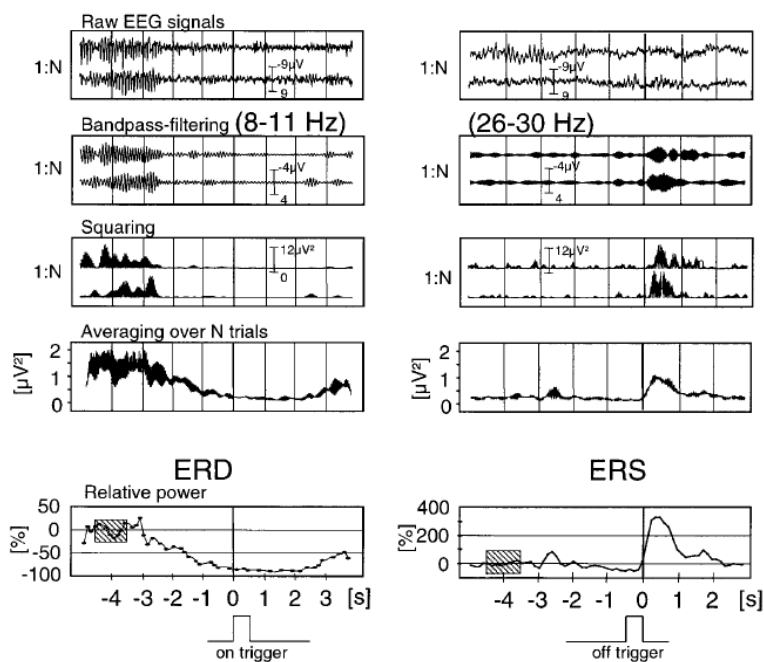 Raw EEG signals
1:N
-9µV
9
1:N
-9µV
9
Bandpass-filtering (8-11 Hz)
(26-30 Hz)
1:N
-4µV
4
1:N
-4µV
4
Squaring
1:N
12µV²
0
1:N
12µV²
0
Averaging over N trials
[µV²]
2
1
0
[µV²]
2
1
0
ERD
ERS
Relative power
[%]
50
0
-50
-100
-4 -3 -2 -1 0 1 2 3 [s]
on trigger
[%]
400
200
0
-4 -3 -2 -1 0 1 2 [s]
off trigger